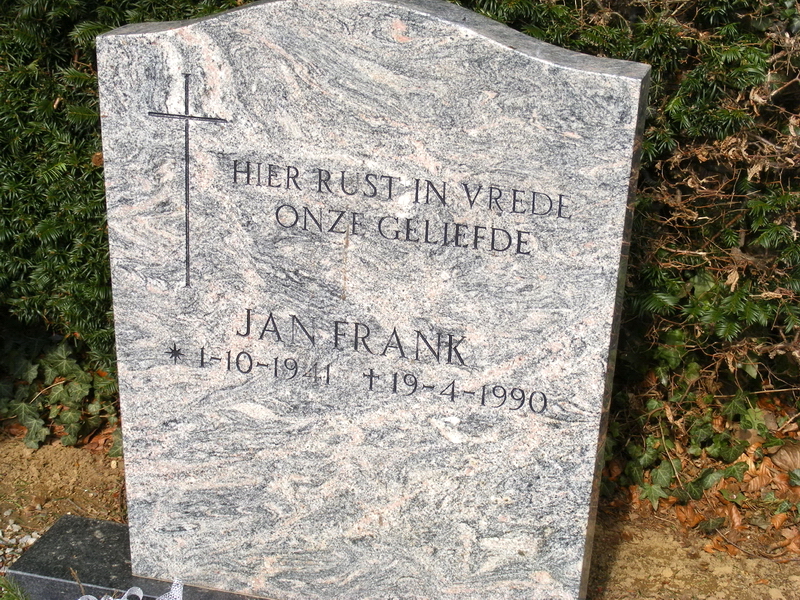 HIER RUST IN VREDE
ONZE GELIEFDE
JAN FRANK
* 1-10-1941 † 19-4-1990